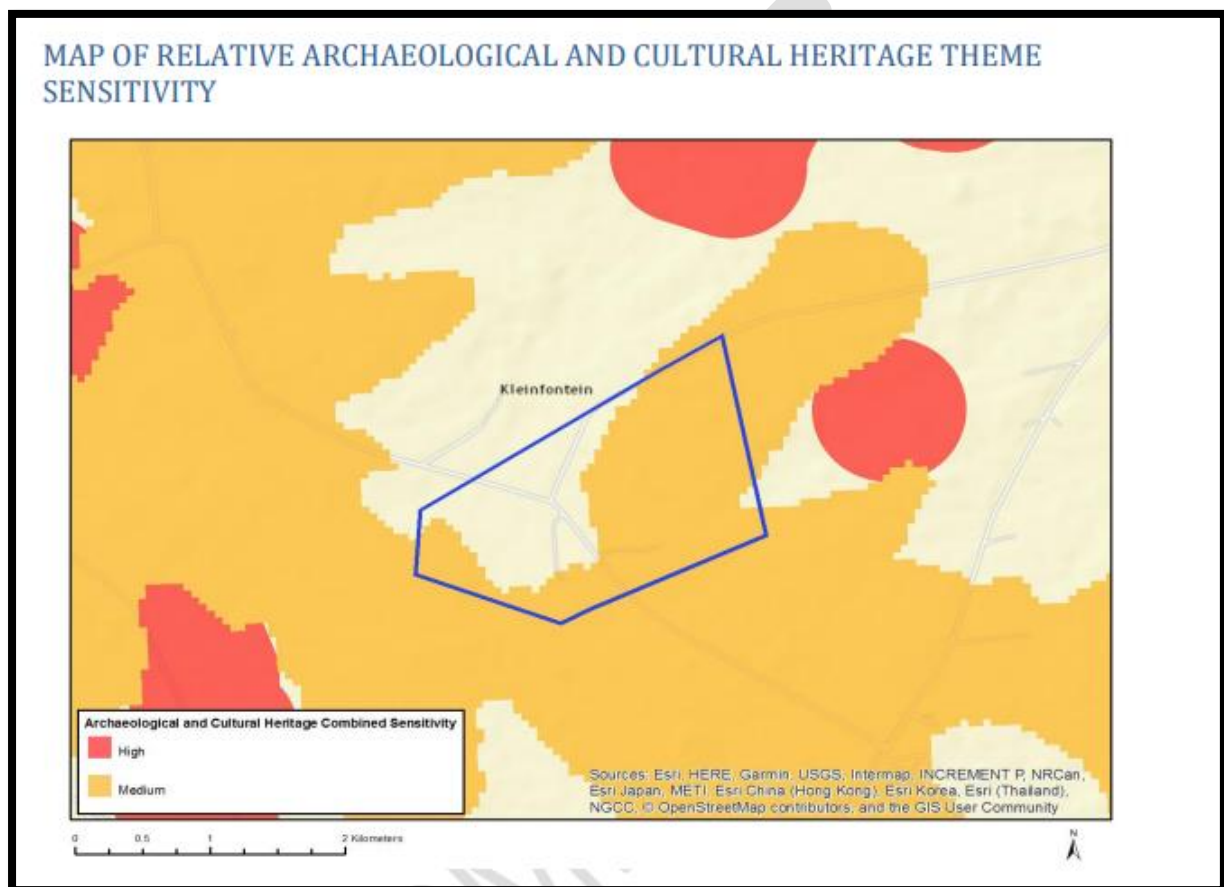 MAP OF RELATIVE ARCHAEOLOGICAL AND CULTURAL HERITAGE THEME
SENSITIVITY
Kleinfontein
Archaeological and Cultural Heritage Combined Sensitivity
High
Medium
Sources: Esri, HERE, Garmin, USGS, Intermap, INCREMENT P, NRCan,
Esri Japan, METI, Esri China (Hong Kong), Esri Korea, Esri (Thailand),
NGCC, © OpenStreetMap contributors, and the GIS User Community
0 0.5 1 2 Kilometers
N